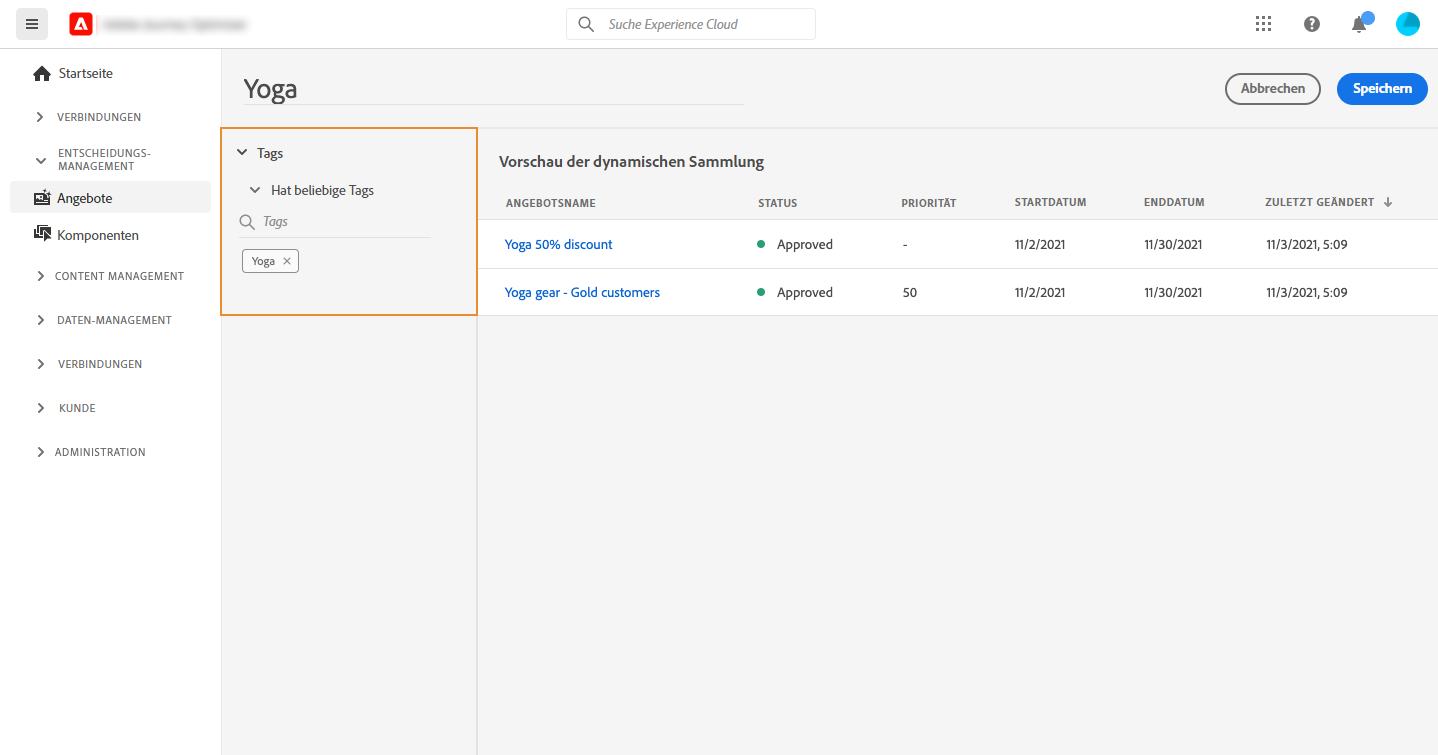 Suche Experience Cloud
Startseite
VERBINDUNGEN
ENTSCHEIDUNGS-
MANAGEMENT
Angebote
Komponenten
CONTENT MANAGEMENT
DATEN-MANAGEMENT
VERBINDUNGEN
KUNDE
ADMINISTRATION
Yoga
Abbrechen
Speichern
Tags
Hat beliebige Tags
Tags
Yoga
Vorschau der dynamischen Sammlung
ANGEBOTSNAME STATUS PRIORITÄT STARTDATUM ENDDATUM ZULETZT GEÄNDERT
Yoga 50% discount Approved - 11/2/2021 11/30/2021 11/3/2021, 5:09
Yoga gear - Gold customers Approved 50 11/2/2021 11/30/2021 11/3/2021, 5:09